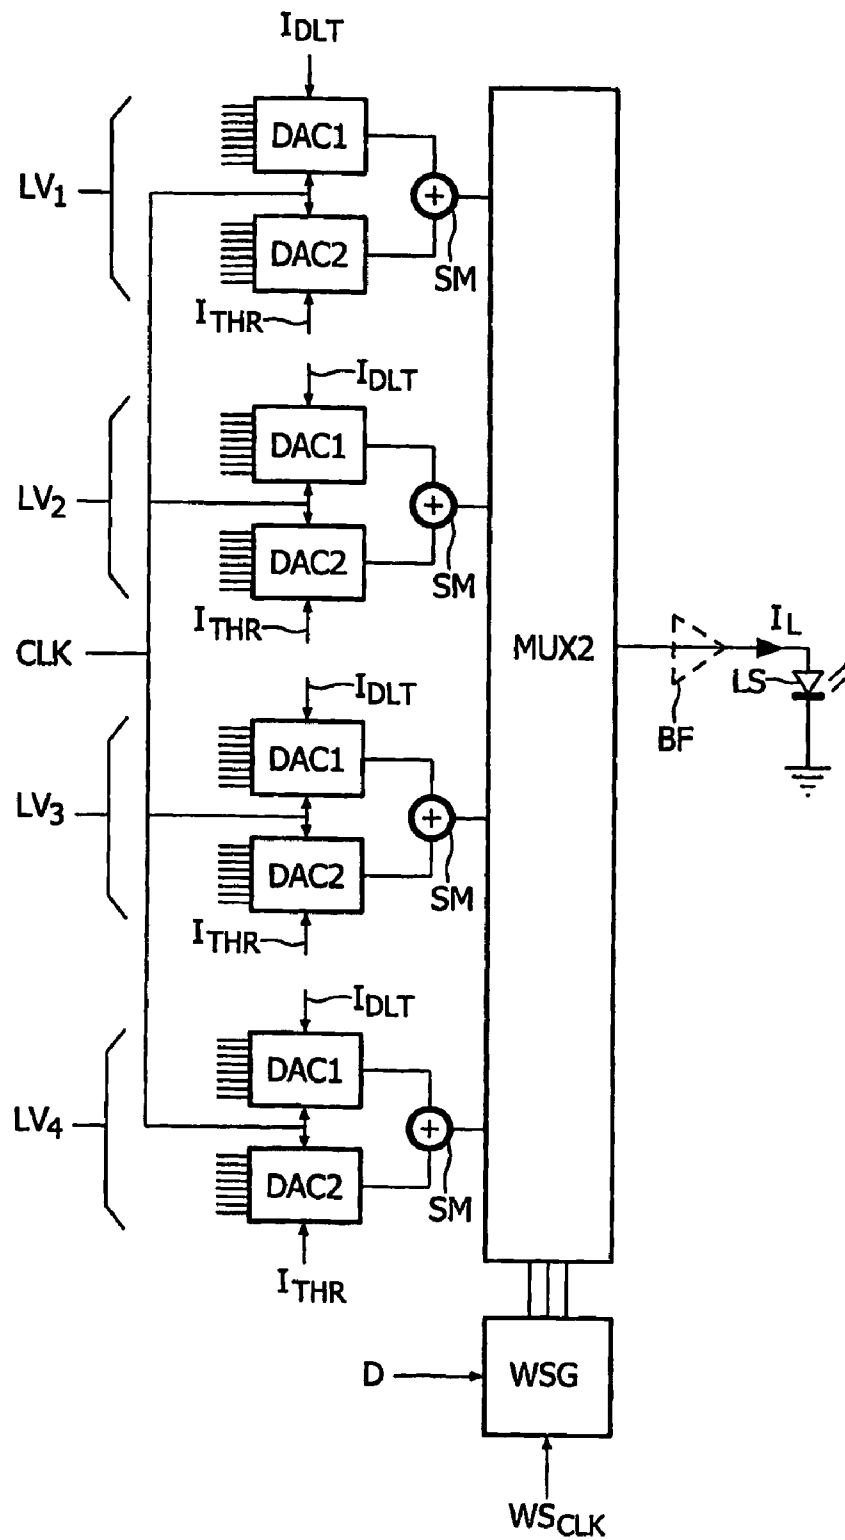 I_DLT
DAC1
LV_1
DAC2
SM
I_THR
I_DLT
DAC1
LV_2
DAC2
SM
I_THR
CLK
MUX2
I_L
LS
BF
I_DLT
DAC1
LV_3
DAC2
SM
I_THR
I_DLT
DAC1
LV_4
DAC2
SM
I_THR
D
WSG
WS_CLK